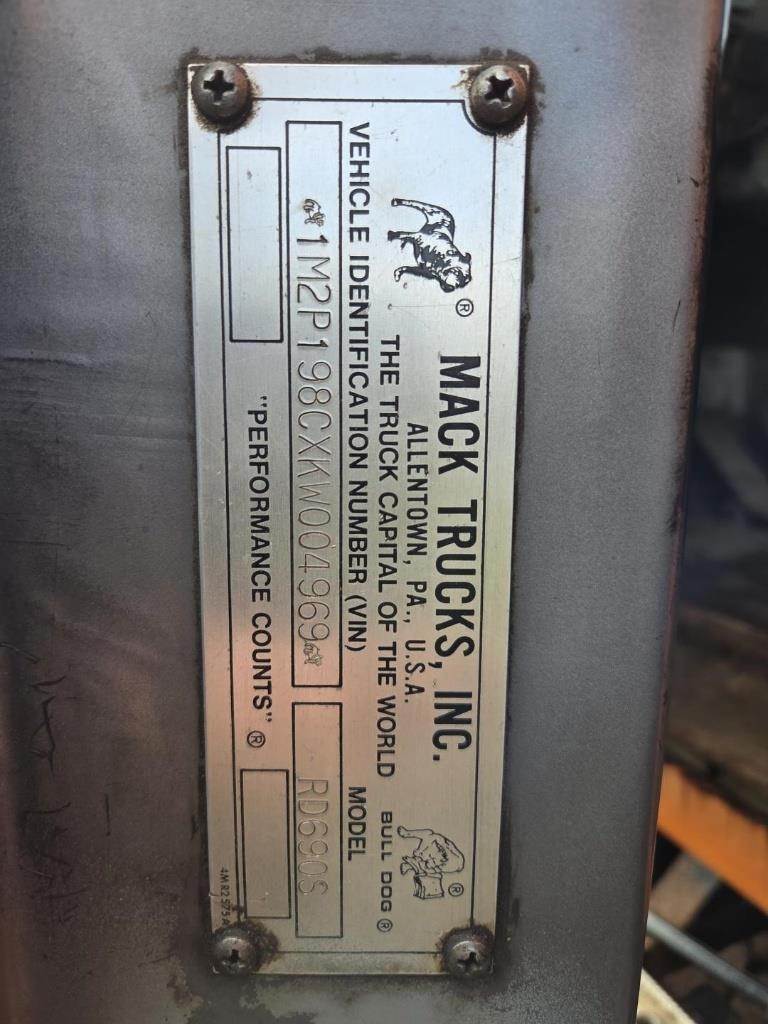 MACK TRUCKS, INC.
ALLENTOWN, PA., U.S.A.
THE TRUCK CAPITAL OF THE WORLD
BULL DOG ®
VEHICLE IDENTIFICATION NUMBER (VIN)
MODEL
1M2P198CXKW004969
RD690S
"PERFORMANCE COUNTS" ®